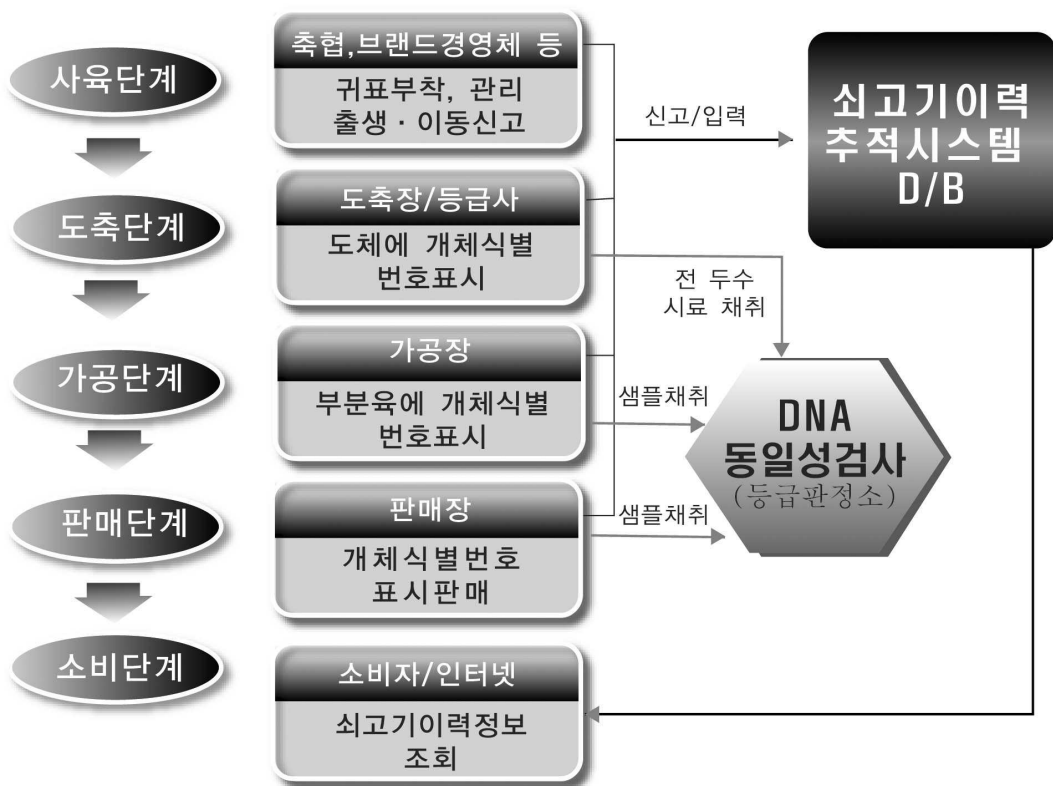 사육단계
축협,브랜드경영체 등
귀표부착, 관리
출생 · 이동신고
신고/입력
쇠고기이력
추적시스템
D/B
도축단계
도축장/등급사
도체에 개체식별
번호표시
전 두수
시료 채취
가공단계
가공장
부분육에 개체식별
번호표시
샘플채취
DNA
동일성검사
(등급판정소)
판매단계
판매장
개체식별번호
표시판매
샘플채취
소비단계
소비자/인터넷
쇠고기이력정보
조회